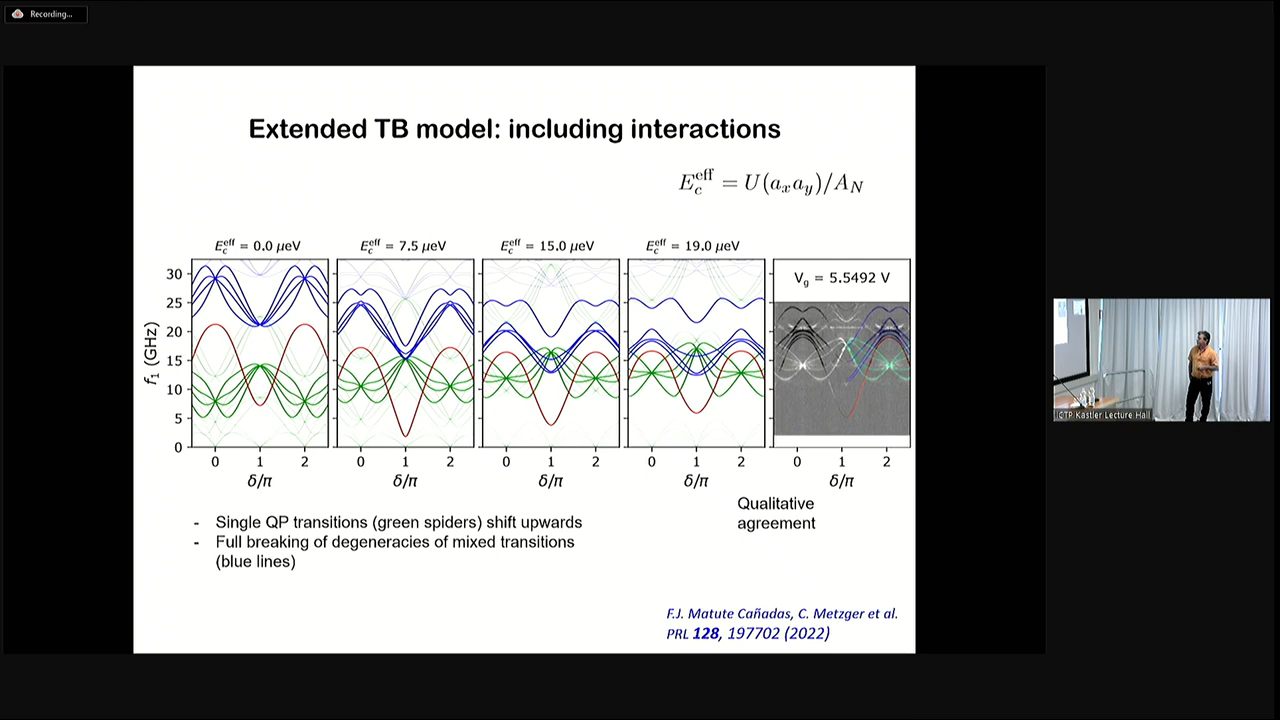 Recording...
Extended TB model: including interactions
E_c^eff = U(a_x a_y)/A_N
E_c^eff = 0.0 μeV
E_c^eff = 7.5 μeV
E_c^eff = 15.0 μeV
E_c^eff = 19.0 μeV
V_g = 5.5492 V
f_1 (GHz)
30
25
20
15
10
5
0
0 1 2
0 1 2
0 1 2
0 1 2
0 1 2
δ/π
δ/π
δ/π
δ/π
δ/π
Qualitative
agreement
- Single QP transitions (green spiders) shift upwards
- Full breaking of degeneracies of mixed transitions
(blue lines)
F.J. Matute Cañadas, C. Metzger et al.
PRL 128, 197702 (2022)
ICTP Kastler Lecture Hall